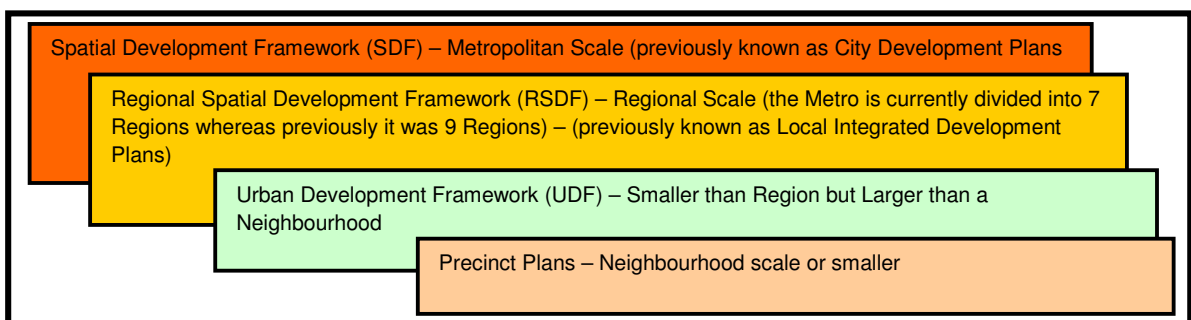 Spatial Development Framework (SDF) – Metropolitan Scale (previously known as City Development Plans
Regional Spatial Development Framework (RSDF) – Regional Scale (the Metro is currently divided into 7
Regions whereas previously it was 9 Regions) – (previously known as Local Integrated Development
Plans)
Urban Development Framework (UDF) – Smaller than Region but Larger than a
Neighbourhood
Precinct Plans – Neighbourhood scale or smaller